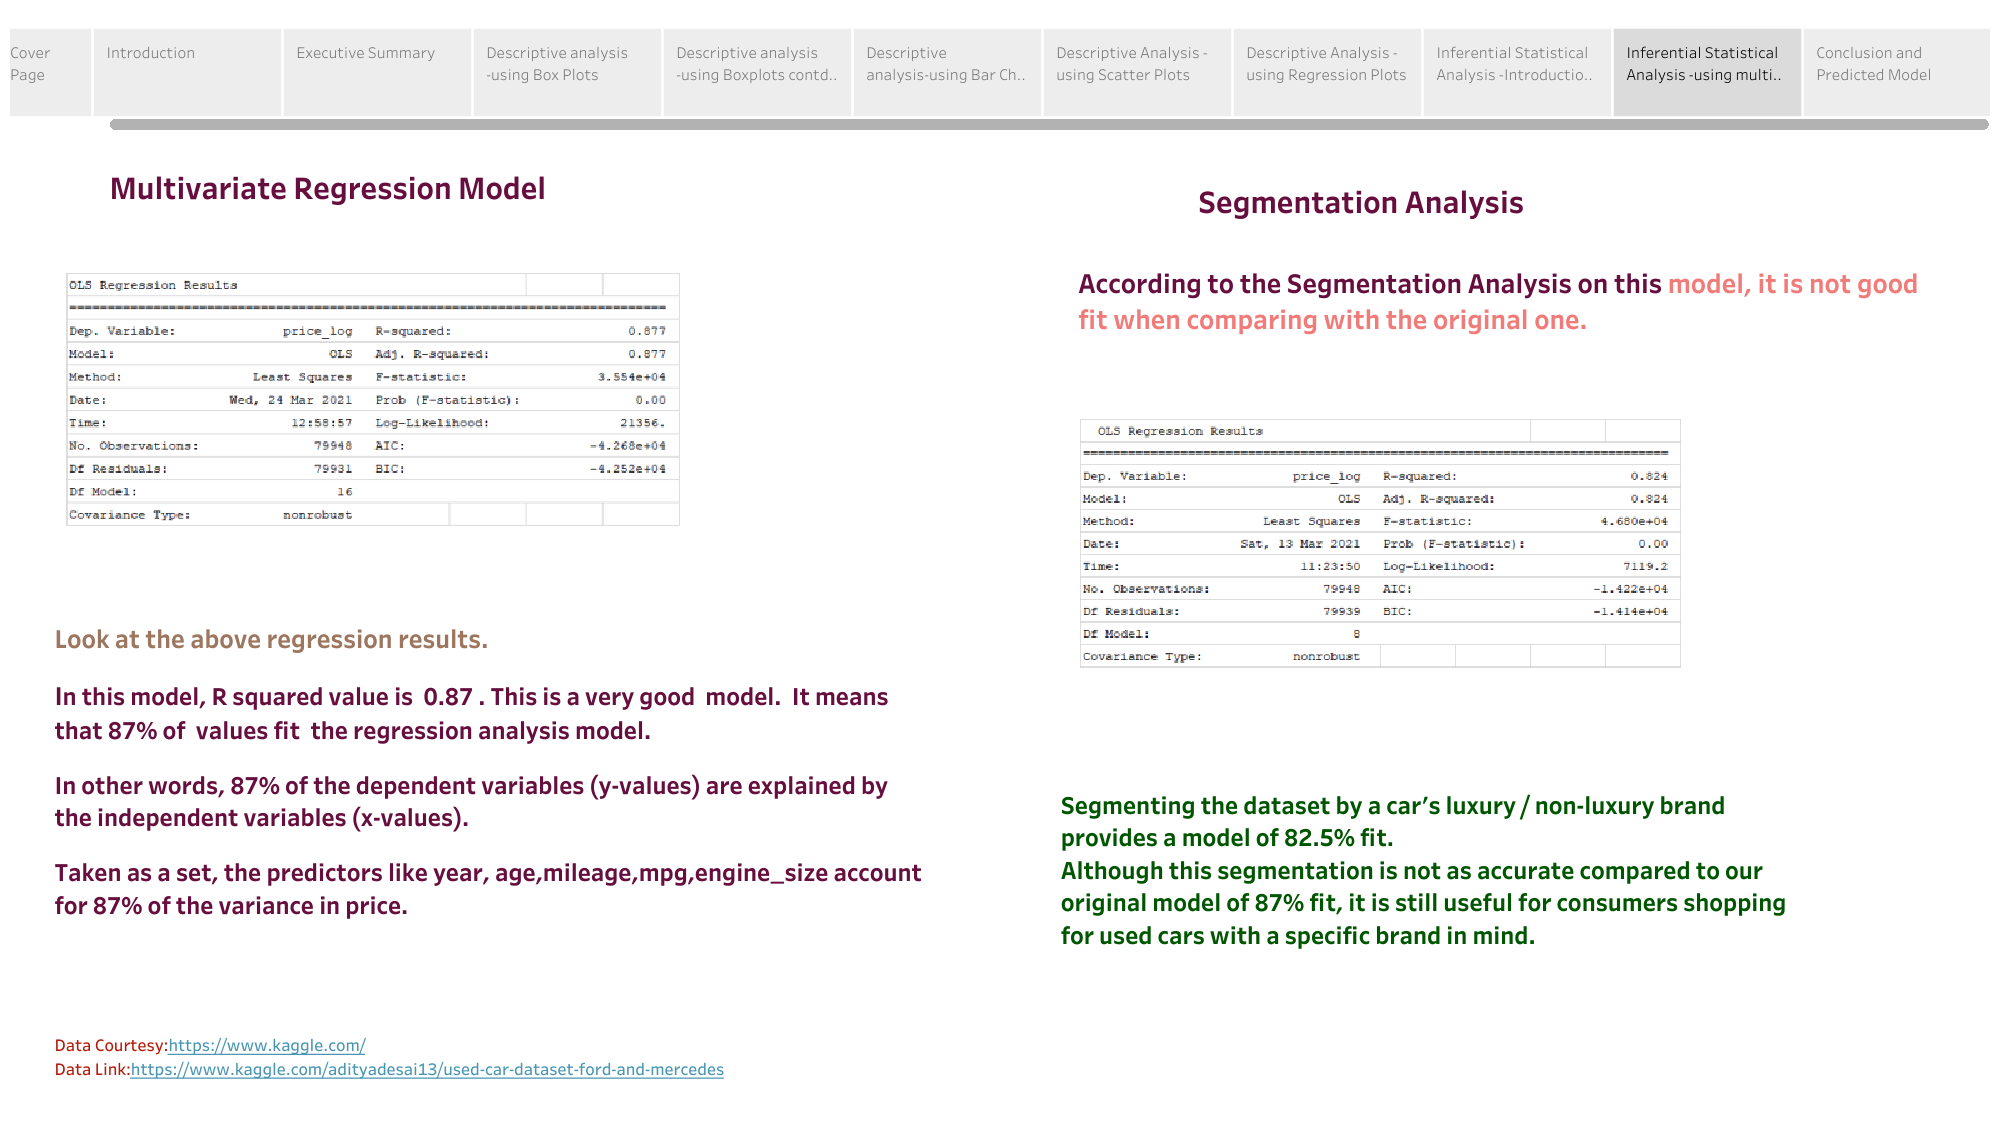 Cover
Page
Introduction
Executive Summary
Descriptive analysis
-using Box Plots
Descriptive analysis
-using Boxplots contd..
Descriptive
analysis-using Bar Ch..
Descriptive Analysis -
using Scatter Plots
Descriptive Analysis -
using Regression Plots
Inferential Statistical
Analysis -Introductio..
Inferential Statistical
Analysis -using multi..
Conclusion and
Predicted Model
Multivariate Regression Model
OLS Regression Results
==============================================================================
Dep. Variable: price_log R-squared: 0.877
Model: OLS Adj. R-squared: 0.877
Method: Least Squares F-statistic: 3.554e+04
Date: Wed, 24 Mar 2021 Prob (F-statistic): 0.00
Time: 12:58:57 Log-Likelihood: 21356.
No. Observations: 79948 AIC: -4.268e+04
Df Residuals: 79931 BIC: -4.252e+04
Df Model: 16
Covariance Type: nonrobust
Look at the above regression results.
In this model, R squared value is 0.87 . This is a very good model. It means
that 87% of values fit the regression analysis model.
In other words, 87% of the dependent variables (y-values) are explained by
the independent variables (x-values).
Taken as a set, the predictors like year, age,mileage,mpg,engine_size account
for 87% of the variance in price.
Segmentation Analysis
According to the Segmentation Analysis on this model, it is not good
fit when comparing with the original one.
OLS Regression Results
==============================================================================
Dep. Variable: price_log R-squared: 0.824
Model: OLS Adj. R-squared: 0.824
Method: Least Squares F-statistic: 4.680e+04
Date: Sat, 13 Mar 2021 Prob (F-statistic): 0.00
Time: 11:23:50 Log-Likelihood: 7119.2
No. Observations: 79948 AIC: -1.422e+04
Df Residuals: 79939 BIC: -1.414e+04
Df Model: 8
Covariance Type: nonrobust
Segmenting the dataset by a car’s luxury / non-luxury brand
provides a model of 82.5% fit.
Although this segmentation is not as accurate compared to our
original model of 87% fit, it is still useful for consumers shopping
for used cars with a specific brand in mind.
Data Courtesy:https://www.kaggle.com/
Data Link:https://www.kaggle.com/adityadesai13/used-car-dataset-ford-and-mercedes